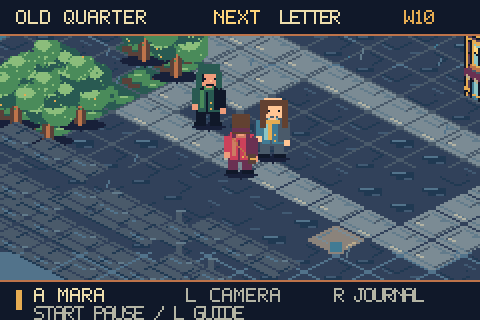 OLD QUARTER NEXT LETTER W10
A MARA L CAMERA R JOURNAL
START PAUSE / L GUIDE